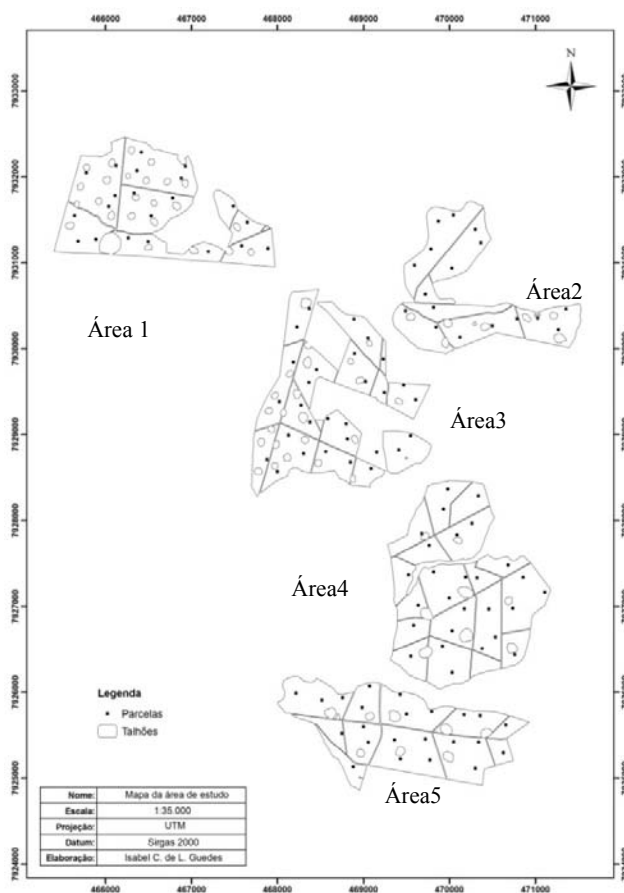 466000 467000 468000 469000 470000 471000
N
7933000
7932000
7931000
Área2
Área 1
7930000
Área3
7929000
7928000
Área4
7927000
7926000
Legenda
Parcelas
Talhões
7925000
Área5
Nome: Mapa da área de estudo
Escala: 1:35.000
Projeção: UTM
Datum: Sirgas 2000
Elaboração: Isabel C. de L. Guedes
7924000
466000 467000 468000 469000 470000 471000